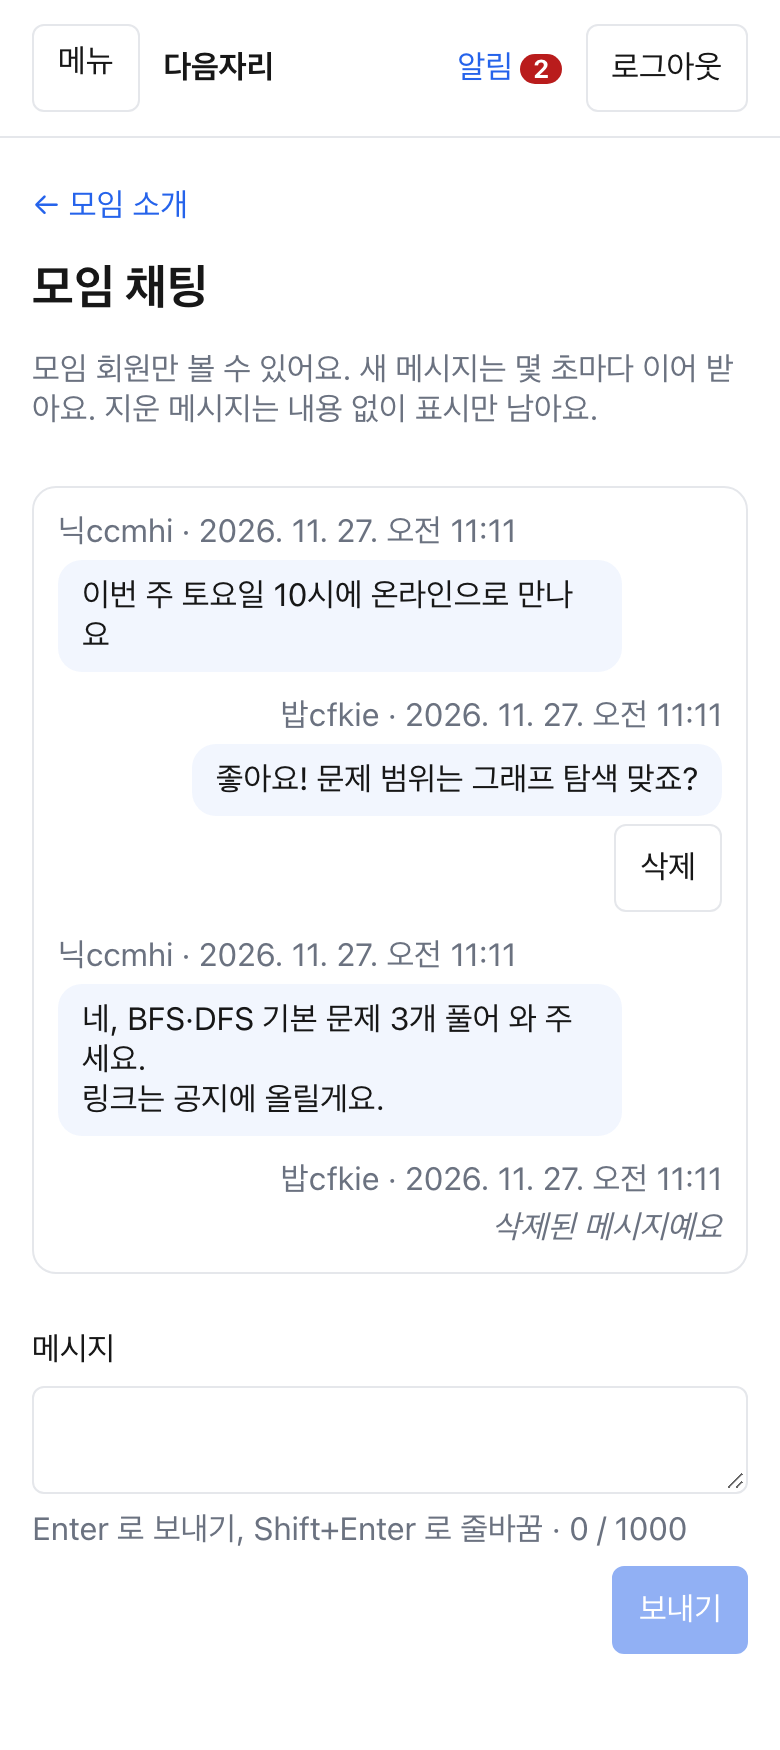 메뉴 다음자리 알림 2 로그아웃
← 모임 소개
모임 채팅
모임 회원만 볼 수 있어요. 새 메시지는 몇 초마다 이어 받
아요. 지운 메시지는 내용 없이 표시만 남아요.
닉ccmhi · 2026. 11. 27. 오전 11:11
이번 주 토요일 10시에 온라인으로 만나
요
밥cfkie · 2026. 11. 27. 오전 11:11
좋아요! 문제 범위는 그래프 탐색 맞죠?
삭제
닉ccmhi · 2026. 11. 27. 오전 11:11
네, BFS·DFS 기본 문제 3개 풀어 와 주
세요.
링크는 공지에 올릴게요.
밥cfkie · 2026. 11. 27. 오전 11:11
삭제된 메시지예요
메시지
Enter 로 보내기, Shift+Enter 로 줄바꿈 · 0 / 1000
보내기